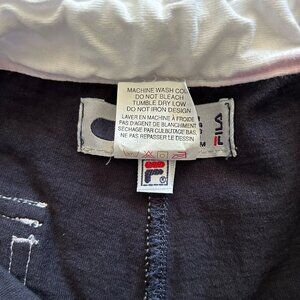 MACHINE WASH COLD
DO NOT BLEACH
TUMBLE DRY LOW
DO NOT IRON DESIGN
LAVER EN MACHINE À FROIDE
PAS D'AGENT DE BLANCHIMENT
SÉCHAGE PAR CULBUTAGE BAS
NE PAS REPASSER LE DESSIN
FILA
M
F